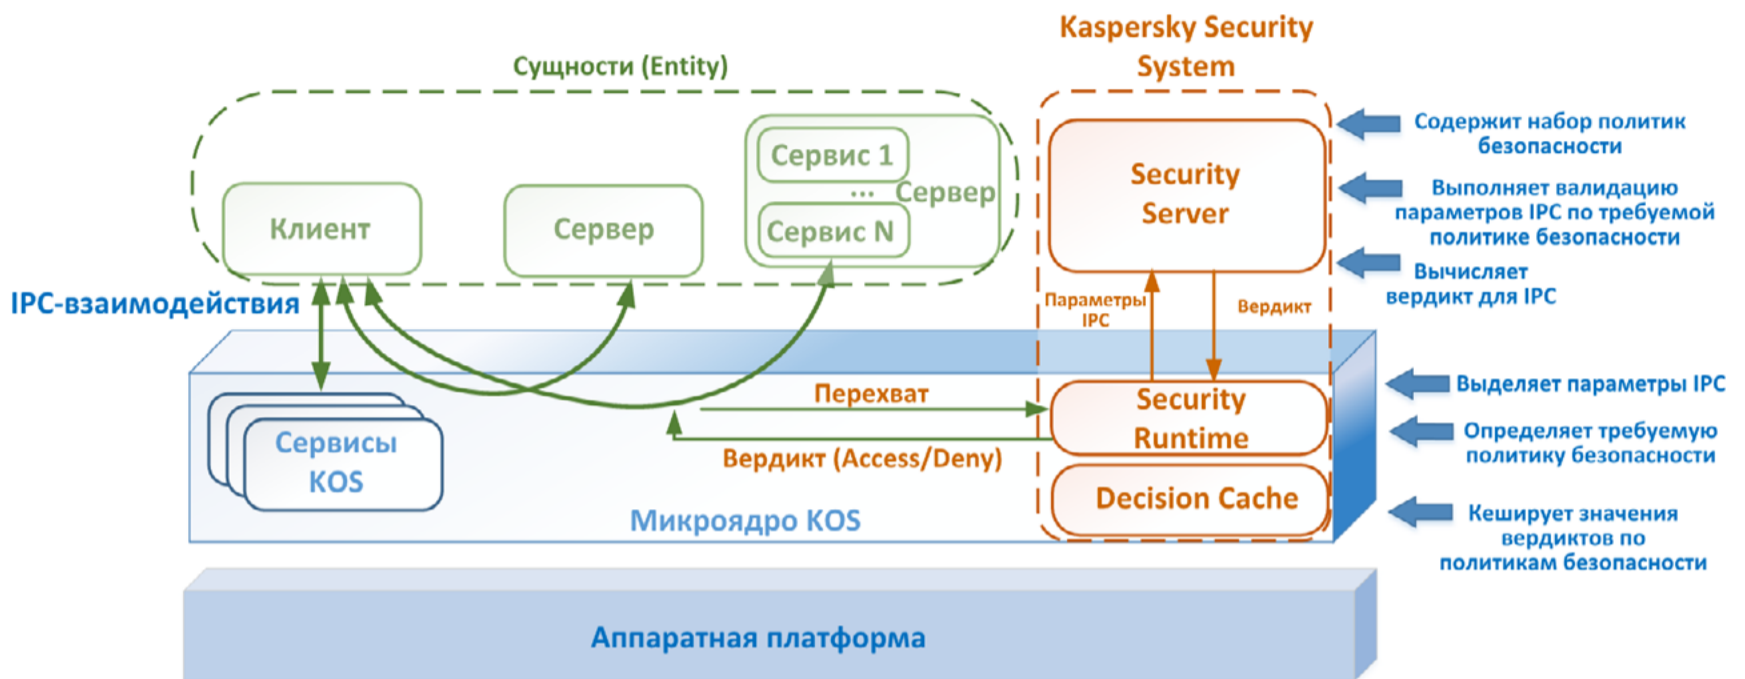 Kaspersky Security
System
Сущности (Entity)
Сервис 1
... Сервер
Сервис N
Клиент
Сервер
Security
Server
Содержит набор политик
безопасности
Выполняет валидацию
параметров IPC по требуемой
политике безопасности
Вычисляет
вердикт для IPC
IPC-взаимодействия
Параметры
IPC
Вердикт
Перехват
Вердикт (Access/Deny)
Security
Runtime
Decision Cache
Выделяет параметры IPC
Определяет требуемую
политику безопасности
Кеширует значения
вердиктов по
политикам безопасности
Сервисы
KOS
Микроядро KOS
Аппаратная платформа